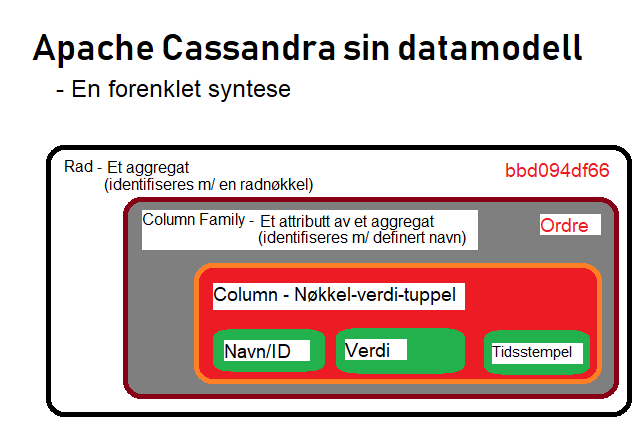 Apache Cassandra sin datamodell
- En forenklet syntese
Rad - Et aggregat
(identifiseres m/ en radnøkkel)
bbd094df66
Column Family - Et attributt av et aggregat
(identifiseres m/ definert navn)
Ordre
Column - Nøkkel-verdi-tuppel
Navn/ID
Verdi
Tidsstempel